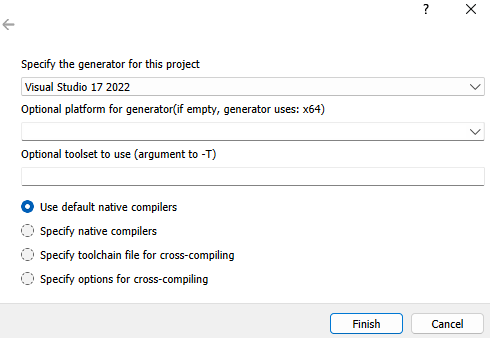 ?
Specify the generator for this project
Visual Studio 17 2022
Optional platform for generator(if empty, generator uses: x64)
Optional toolset to use (argument to -T)
Use default native compilers
Specify native compilers
Specify toolchain file for cross-compiling
Specify options for cross-compiling
Finish Cancel